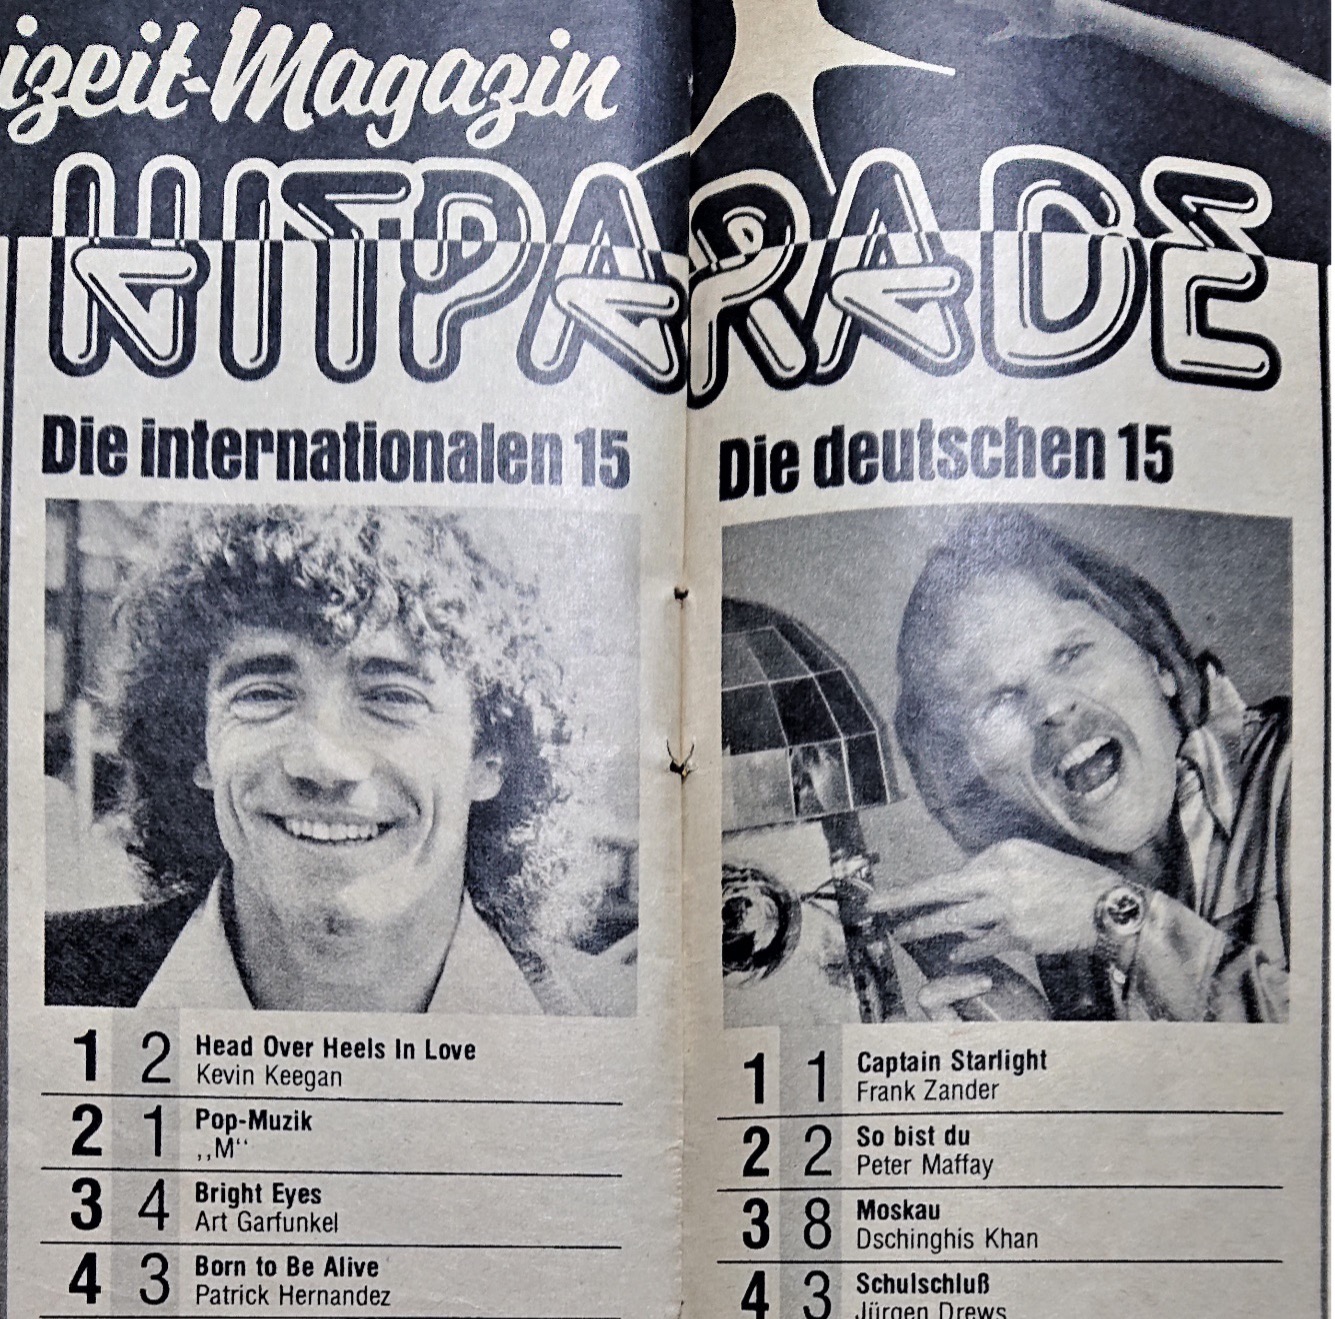 izeit-Magazin
HITPARADE
Die internationalen 15
1 2 Head Over Heels In Love
Kevin Keegan
2 1 Pop-Muzik
,,M“
3 4 Bright Eyes
Art Garfunkel
4 3 Born to Be Alive
Patrick Hernandez
Die deutschen 15
1 1 Captain Starlight
Frank Zander
2 2 So bist du
Peter Maffay
3 8 Moskau
Dschinghis Khan
4 3 Schulschluß
Jürgen Drews